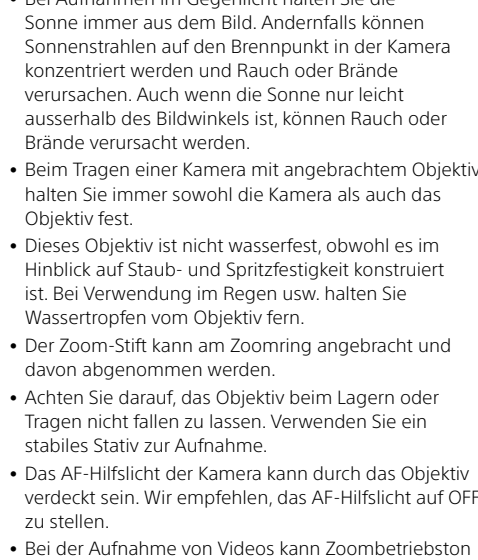 • Bei Aufnahmen im Gegenlicht halten Sie die
Sonne immer aus dem Bild. Andernfalls können
Sonnenstrahlen auf den Brennpunkt in der Kamera
konzentriert werden und Rauch oder Brände
verursachen. Auch wenn die Sonne nur leicht
ausserhalb des Bildwinkels ist, können Rauch oder
Brände verursacht werden.
• Beim Tragen einer Kamera mit angebrachtem Objektiv
halten Sie immer sowohl die Kamera als auch das
Objektiv fest.
• Dieses Objektiv ist nicht wasserfest, obwohl es im
Hinblick auf Staub- und Spritzfestigkeit konstruiert
ist. Bei Verwendung im Regen usw. halten Sie
Wassertropfen vom Objektiv fern.
• Der Zoom-Stift kann am Zoomring angebracht und
davon abgenommen werden.
• Achten Sie darauf, das Objektiv beim Lagern oder
Tragen nicht fallen zu lassen. Verwenden Sie ein
stabiles Stativ zur Aufnahme.
• Das AF-Hilfslicht der Kamera kann durch das Objektiv
verdeckt sein. Wir empfehlen, das AF-Hilfslicht auf OFF
zu stellen.
• Bei der Aufnahme von Videos kann Zoombetriebston